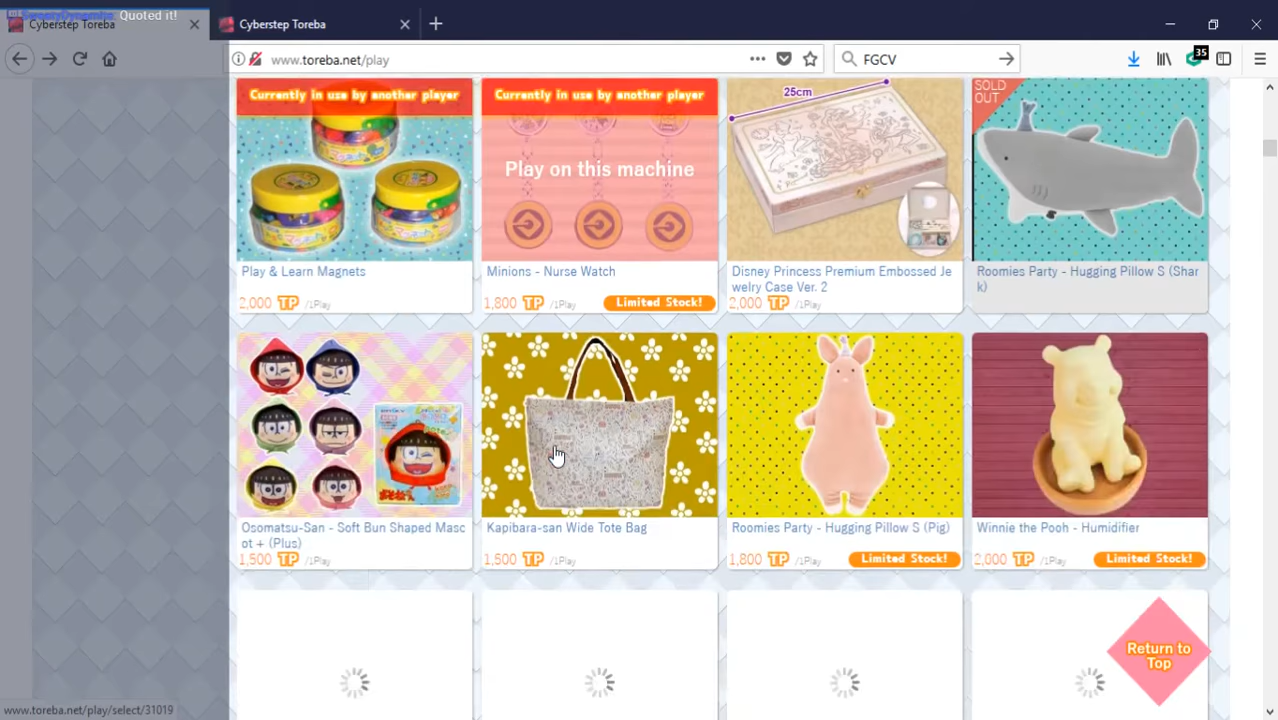 Quoted it!
Cyberstep Toreba
Cyberstep Toreba
www.toreba.net/play
FGCV
35
Currently in use by another player
Currently in use by another player
Play on this machine
25cm
SOLD OUT
Play & Learn Magnets
2,000 TP /1Play
Minions - Nurse Watch
1,800 TP /1Play Limited Stock!
Disney Princess Premium Embossed Je
welry Case Ver. 2
2,000 TP /1Play
Roomies Party - Hugging Pillow S (Shar
k)
Osomatsu-San - Soft Bun Shaped Masc
ot + (Plus)
1,500 TP /1Play
Kapibara-san Wide Tote Bag
1,500 TP /1Play
Roomies Party - Hugging Pillow S (Pig)
1,800 TP /1Play Limited Stock!
Winnie the Pooh - Humidifier
2,000 TP /1Play Limited Stock!
Return to
Top
www.toreba.net/play/select/31019